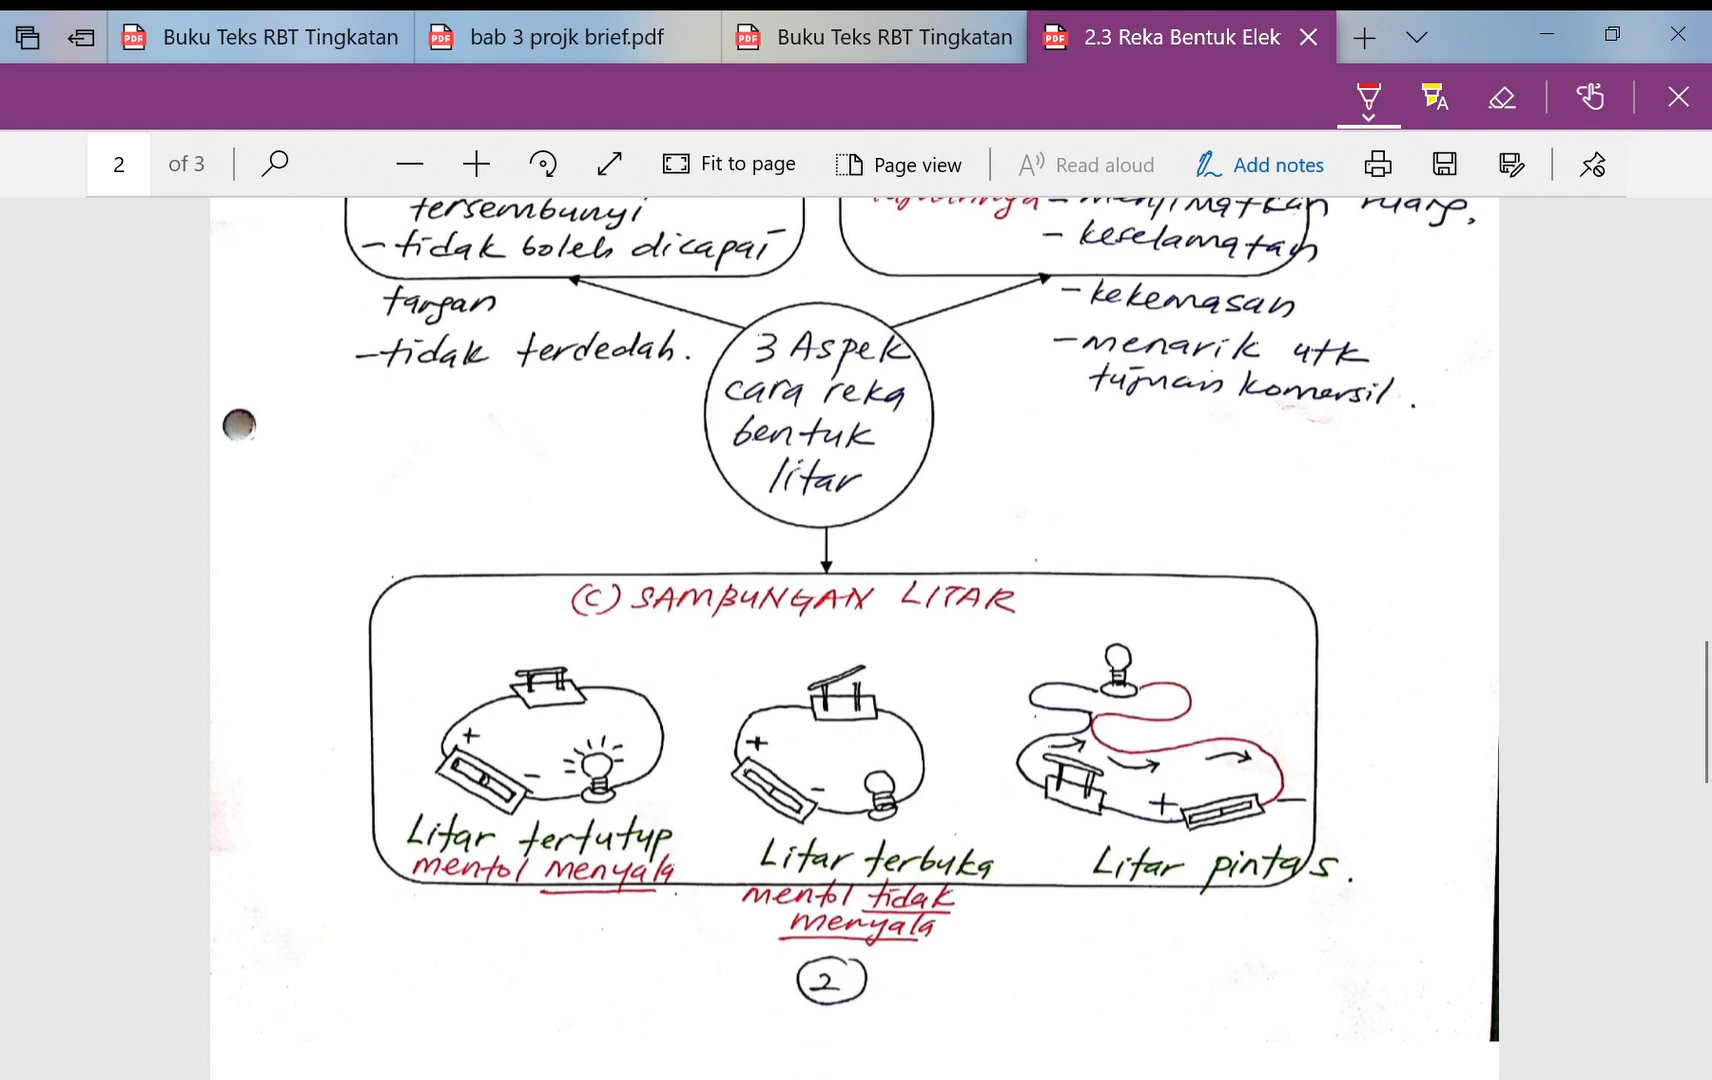 Buku Teks RBT Tingkatan
bab 3 projk brief.pdf
Buku Teks RBT Tingkatan
2.3 Reka Bentuk Elek
2 of 3
Fit to page
Page view
Read aloud
Add notes
tersembunyi
- tidak boleh dicapai
tangan
- tidak terdedah.
- menjimatkan ruang,
- keselamatan
- kekemasan
- menarik utk
tujuan komersil.
3 Aspek
cara reka
bentuk
litar
(C) SAMBUNGAN LITAR
+
-
Litar tertutup
mentol menyala
+
-
Litar terbuka
mentol tidak
menyala
+
-
Litar pintas.
2